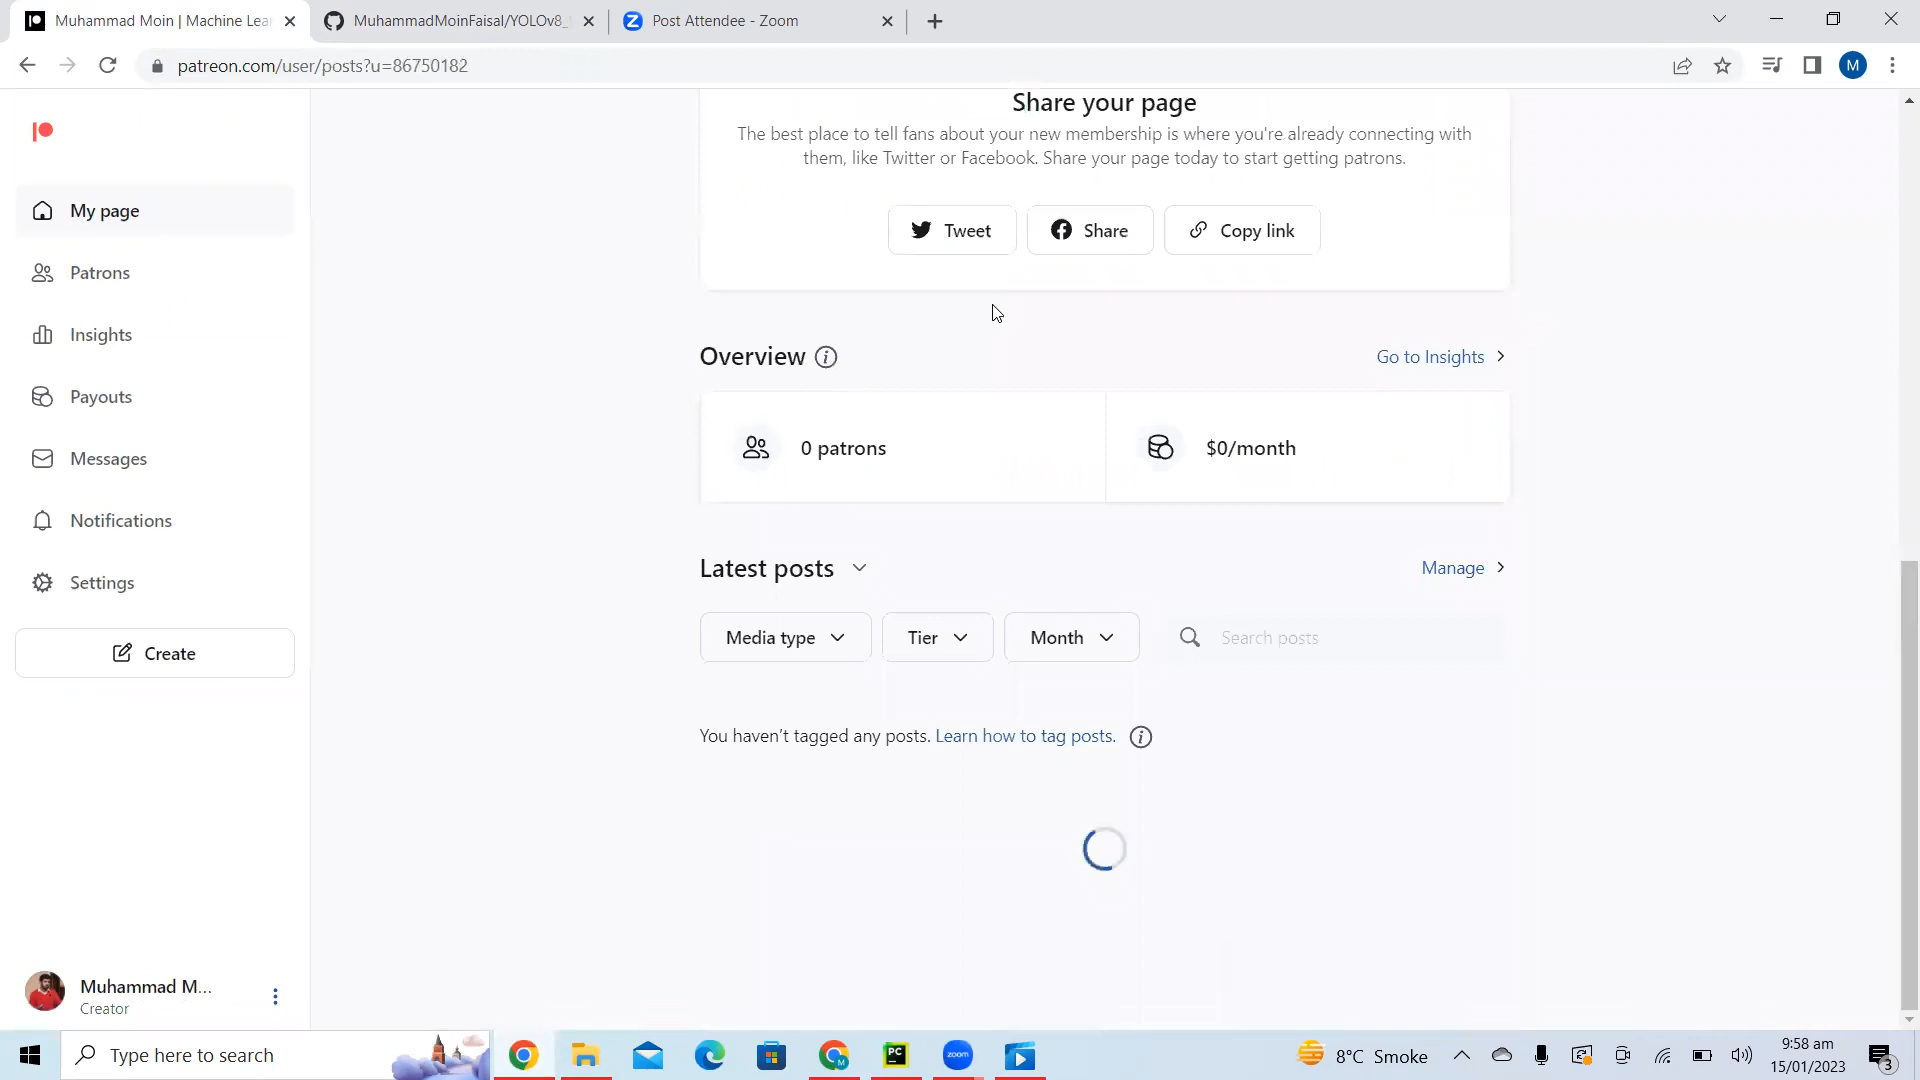 Muhammad Moin | Machine Lea
MuhammadMoinFaisal/YOLOv8_
Post Attendee - Zoom
patreon.com/user/posts?u=86750182
M
My page
Patrons
Insights
Payouts
Messages
Notifications
Settings
Create
Muhammad M...
Creator
Share your page
The best place to tell fans about your new membership is where you're already connecting with
them, like Twitter or Facebook. Share your page today to start getting patrons.
Tweet
Share
Copy link
Overview
Go to Insights
0 patrons
$0/month
Latest posts
Manage
Media type
Tier
Month
Search posts
You haven't tagged any posts. Learn how to tag posts.
Type here to search
PC
zoom
8°C Smoke
9:58 am
15/01/2023
3